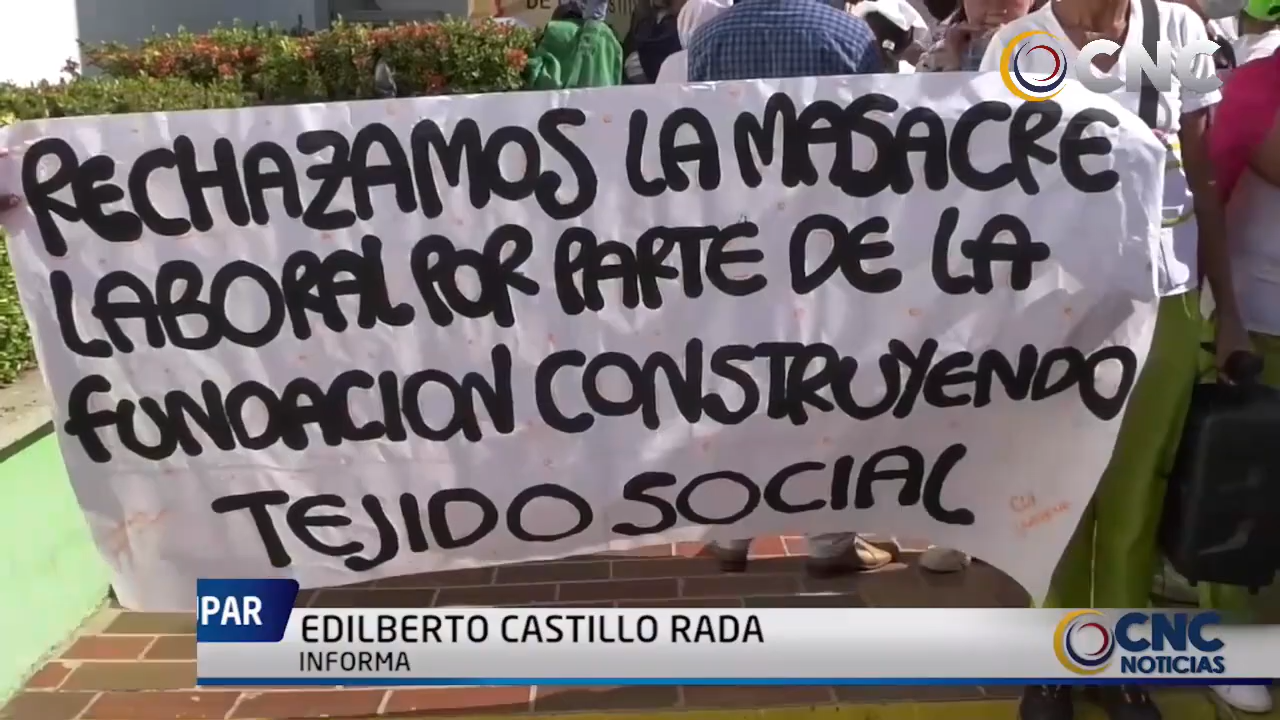 CNC
RECHAZAMOS LA MASACRE
LABORAL POR PARTE DE LA
FUNDACION CONSTRUYENDO
TEJIDO SOCIAL
UPAR
EDILBERTO CASTILLO RADA
INFORMA
CNC
NOTICIAS